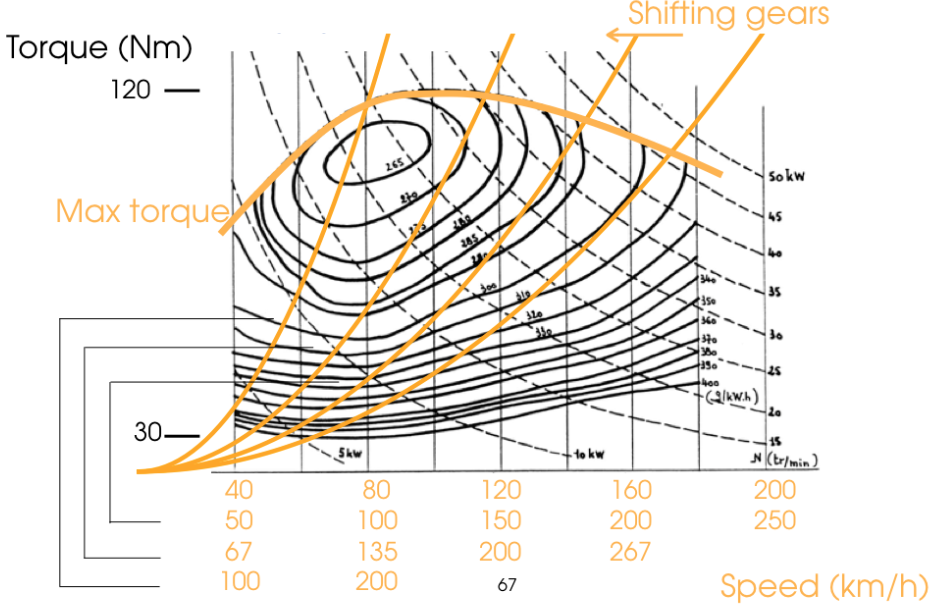 Shifting gears
Torque (Nm)
120
50 kW
Max torque
265
270
275
280
45
285
290
40
300
310
35
340
320
350
330
360
30
370
380
390
25
400
(g/kW.h)
20
30
15
5kW
10 kW
N (tr/min)
40 80 120 160 200
50 100 150 200 250
67 135 200 267
100 200 67
Speed (km/h)